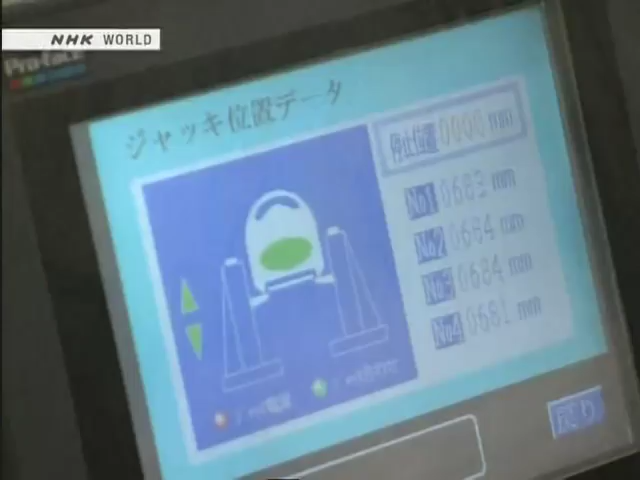 NHK WORLD
Pro-face
ジャッキ位置データ
停止位置 0000 mm
No1 0683 mm
No2 0684 mm
No3 0684 mm
No4 0681 mm
戻り